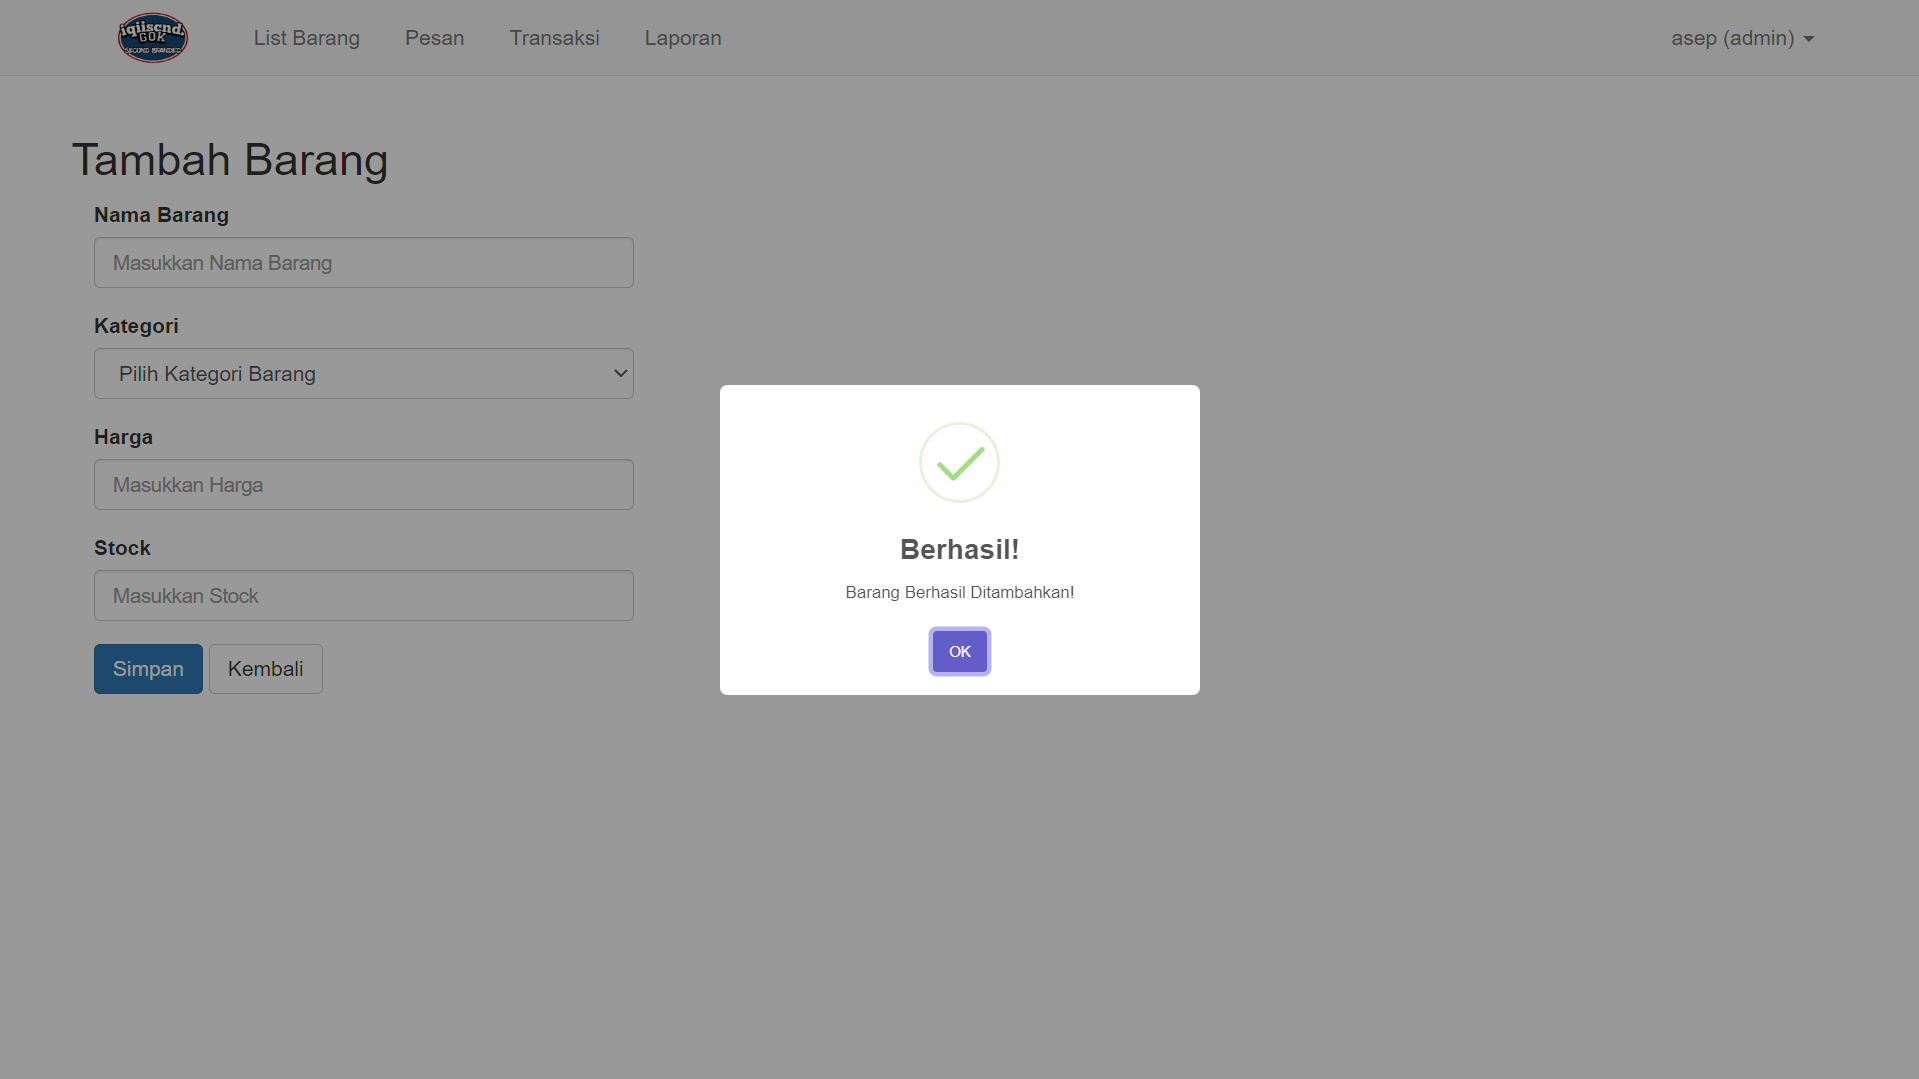 iqiiscnd.
GOK
SECOND BRANDED
List Barang
Pesan
Transaksi
Laporan
asep (admin)
Tambah Barang
Nama Barang
Masukkan Nama Barang
Kategori
Pilih Kategori Barang
Harga
Masukkan Harga
Stock
Masukkan Stock
Simpan
Kembali
Berhasil!
Barang Berhasil Ditambahkan!
OK